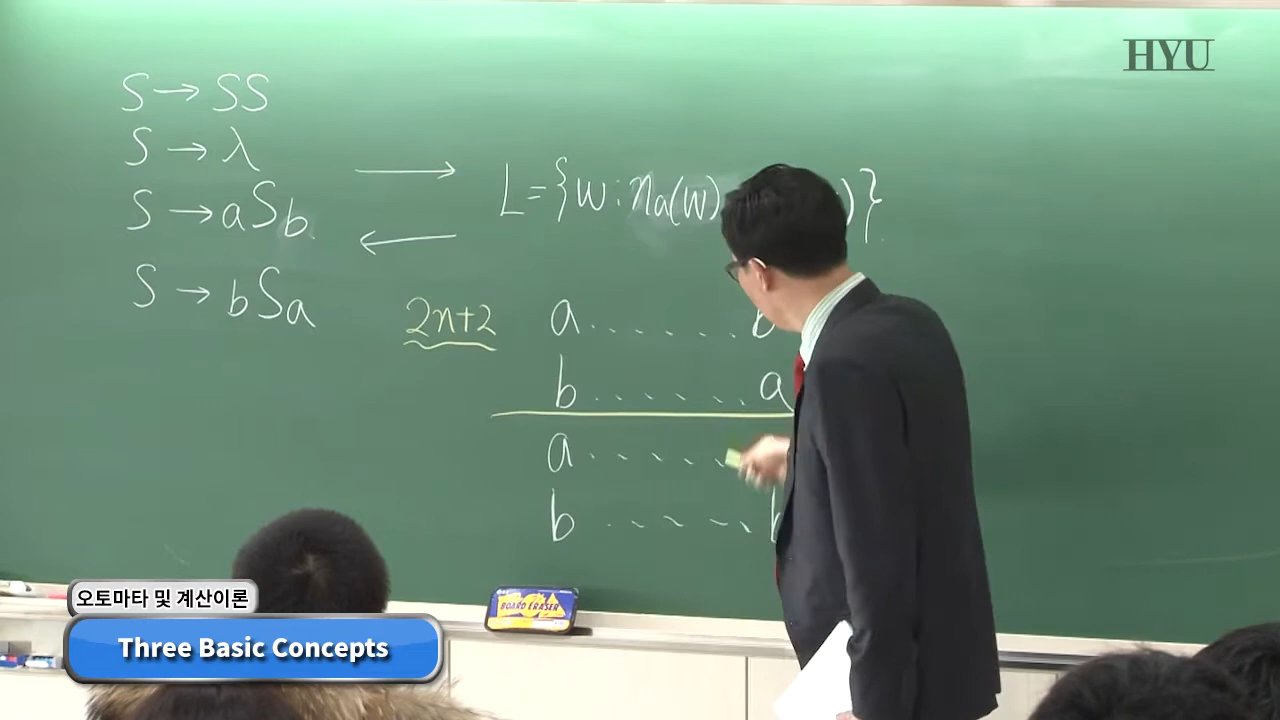 HYU
S → SS
S → λ
S → aSb
S → bSa
L = {w : na(w) )}
2n+2
a . . . . . . b
b . . . . . . . a
a . . . . .
b . . . . .
BOARD ERASER
오토마타 및 계산이론
Three Basic Concepts